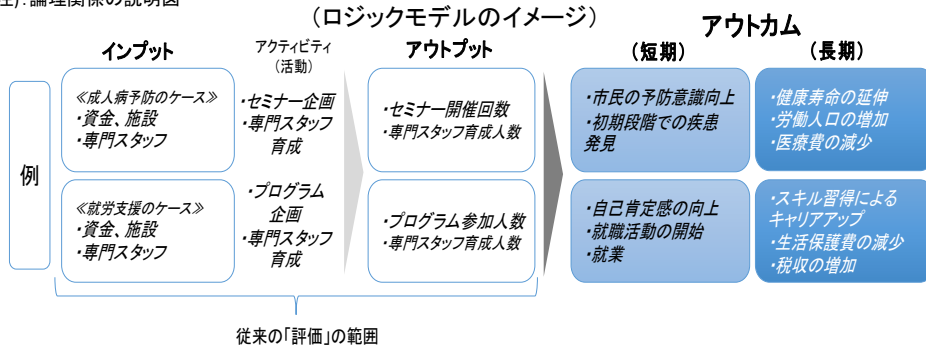 論理関係の説明図
(ロジックモデルのイメージ)
アウトカム
インプット
アクティビティ
(活動)
アウトプット
(短期)
(長期)
例
≪成人病予防のケース≫
・資金、施設
・専門スタッフ
・セミナー企画
・専門スタッフ
育成
・セミナー開催回数
・専門スタッフ育成人数
・市民の予防意識向上
・初期段階での疾患
発見
・健康寿命の延伸
・労働人口の増加
・医療費の減少
≪就労支援のケース≫
・資金、施設
・専門スタッフ
・プログラム
企画
・専門スタッフ
育成
・プログラム参加人数
・専門スタッフ育成人数
・自己肯定感の向上
・就職活動の開始
・就業
・スキル習得による
キャリアアップ
・生活保護費の減少
・税収の増加
従来の「評価」の範囲